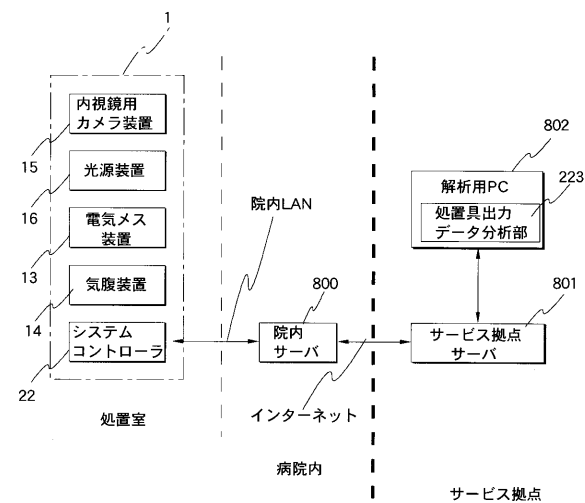 1
内視鏡用
カメラ装置
15
光源装置
16
電気メス
装置
13
気腹装置
14
システム
コントローラ
22
処置室
院内LAN
800
院内
サーバ
インターネット
病院内
802
解析用PC
223
処置具出力
データ分析部
801
サービス拠点
サーバ
サービス拠点